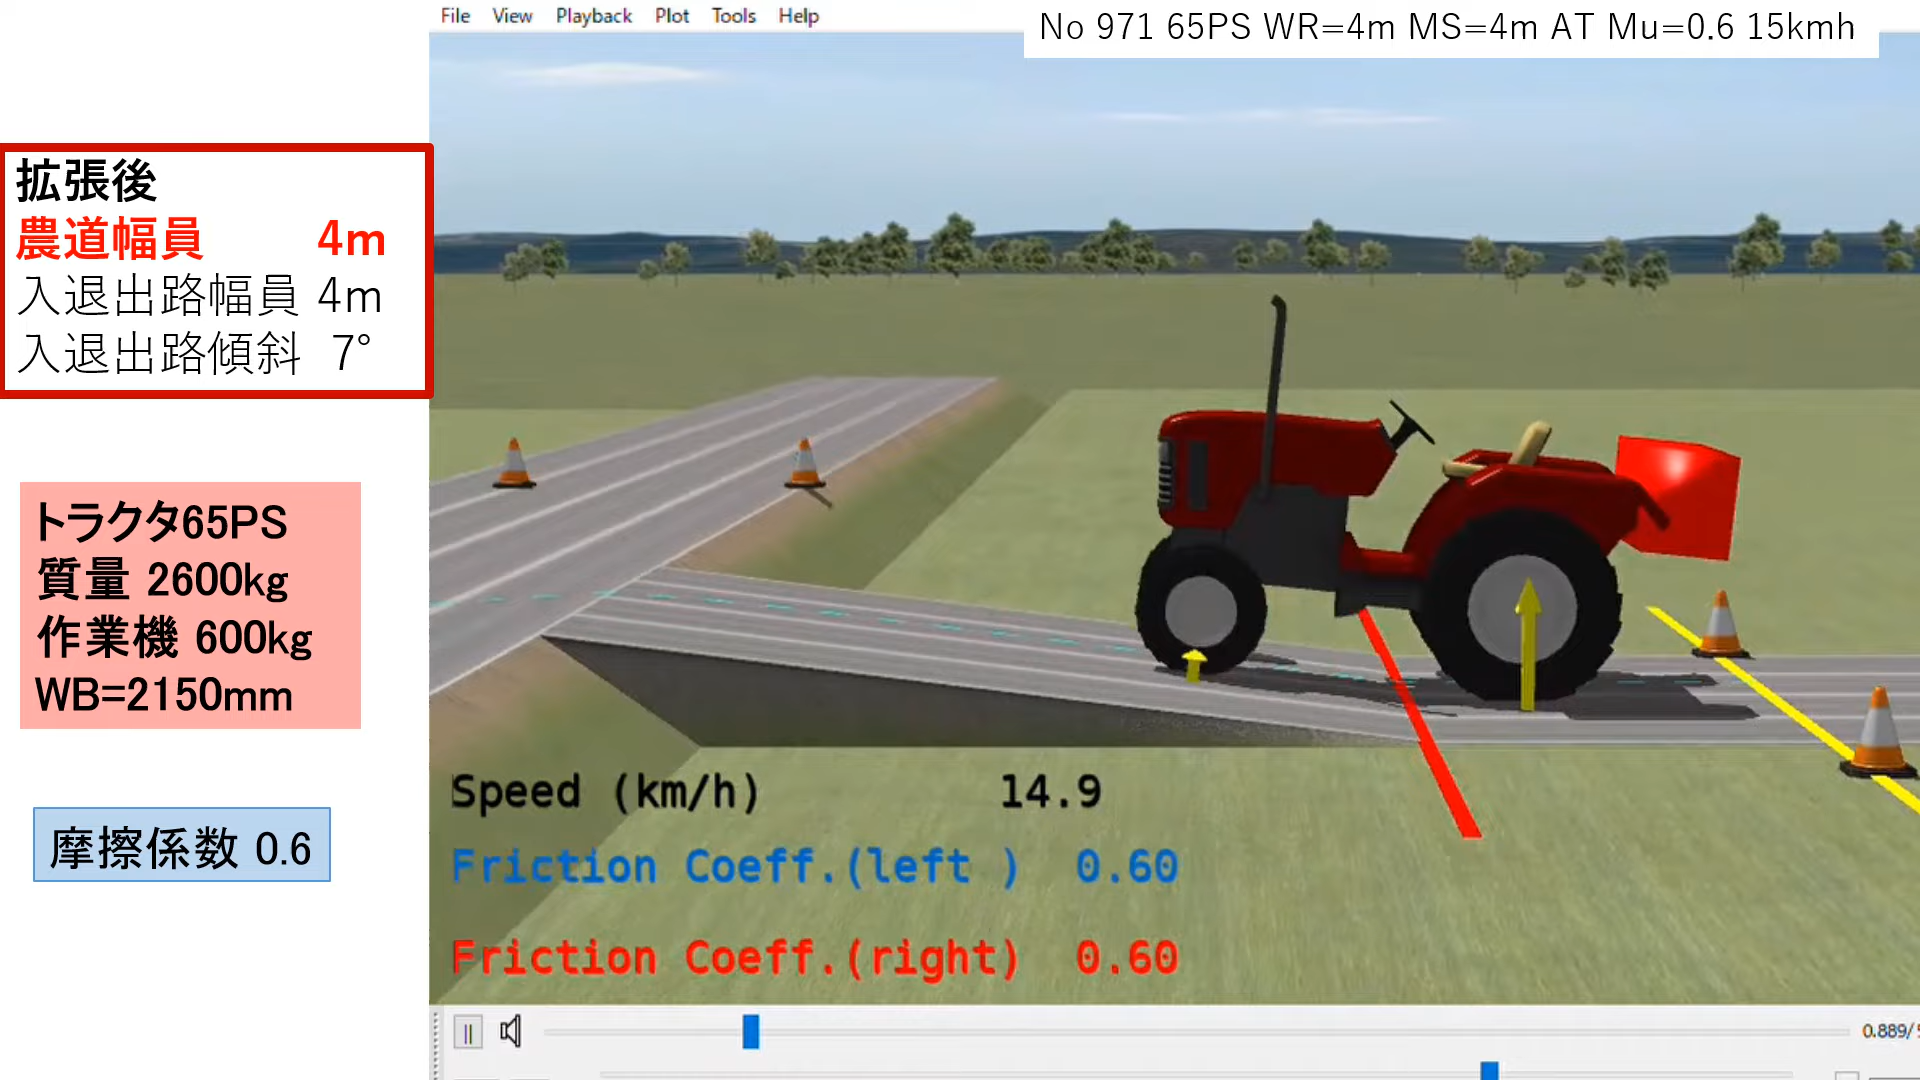 File View Playback Plot Tools Help
No 971 65PS WR=4m MS=4m AT Mu=0.6 15kmh
拡張後
農道幅員 4m
入退出路幅員 4m
入退出路傾斜 7°
トラクタ65PS
質量 2600kg
作業機 600kg
WB=2150mm
摩擦係数 0.6
Speed (km/h) 14.9
Friction Coeff.(left ) 0.60
Friction Coeff.(right) 0.60
0.889/